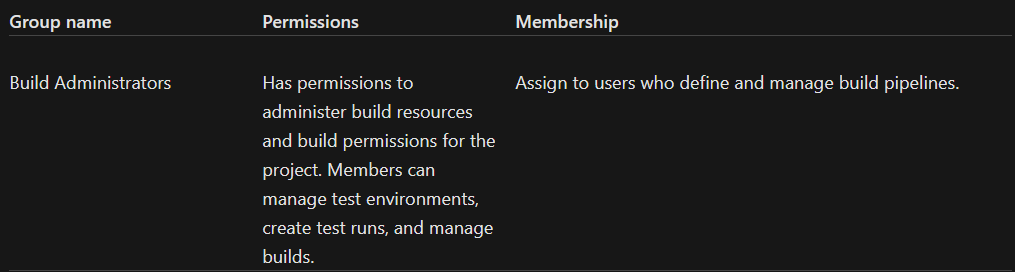 Group name Permissions Membership
Build Administrators Has permissions to Assign to users who define and manage build pipelines.
administer build resources
and build permissions for the
project. Members can
manage test environments,
create test runs, and manage
builds.